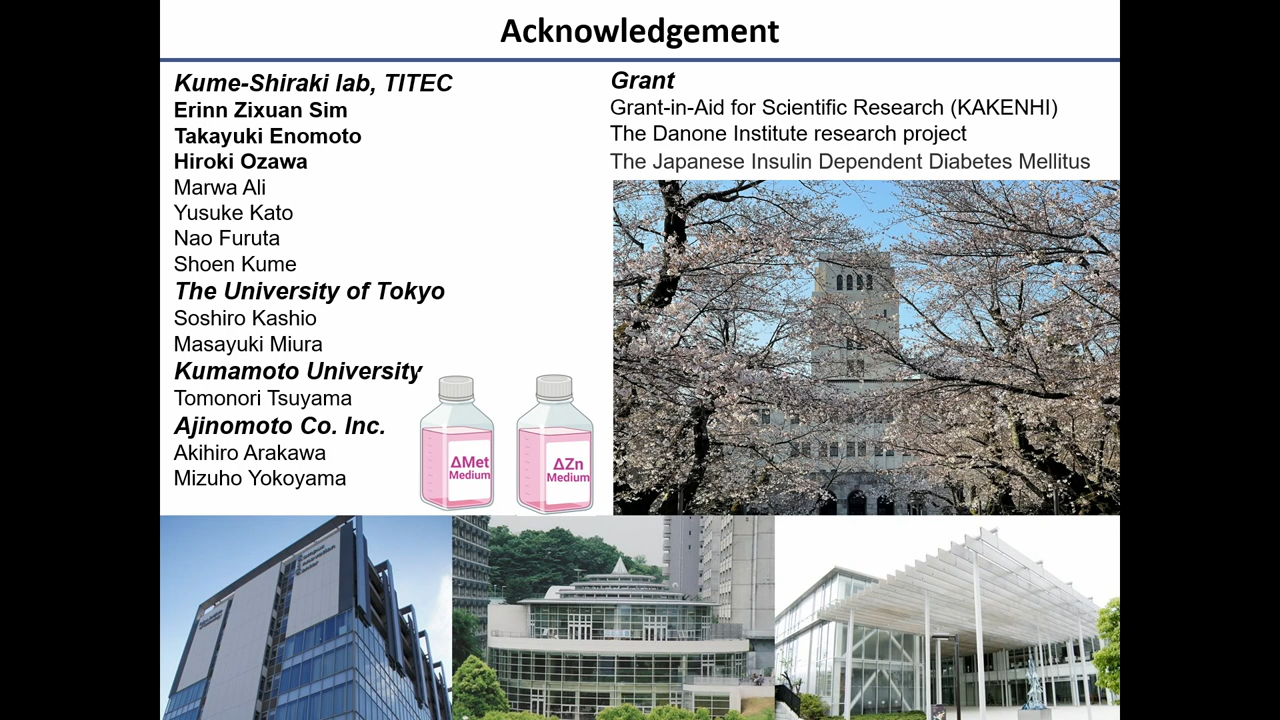 Acknowledgement
Kume-Shiraki lab, TITEC
Erinn Zixuan Sim
Takayuki Enomoto
Hiroki Ozawa
Marwa Ali
Yusuke Kato
Nao Furuta
Shoen Kume
The University of Tokyo
Soshiro Kashio
Masayuki Miura
Kumamoto University
Tomonori Tsuyama
Ajinomoto Co. Inc.
Akihiro Arakawa
Mizuho Yokoyama
ΔMet
Medium
ΔZn
Medium
Grant
Grant-in-Aid for Scientific Research (KAKENHI)
The Danone Institute research project
The Japanese Insulin Dependent Diabetes Mellitus